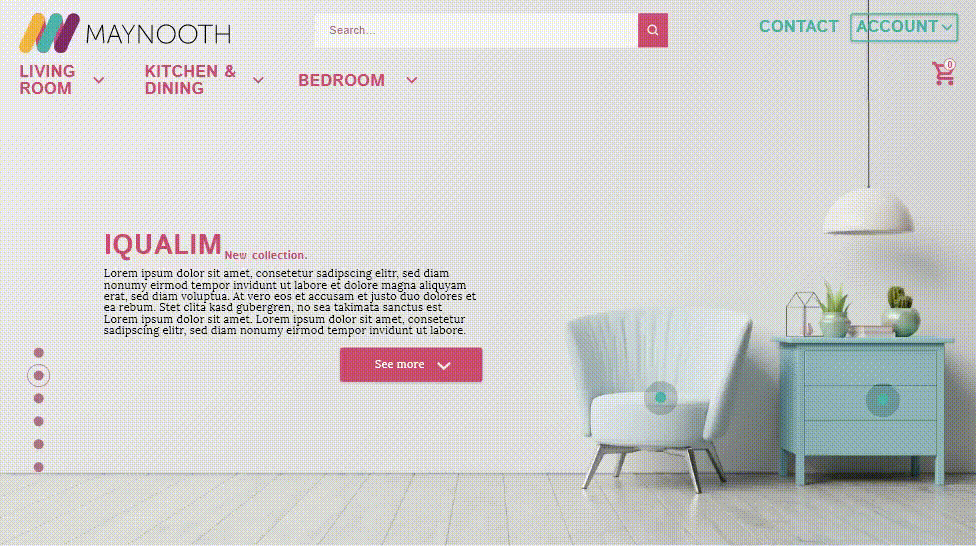 MAYNOOTH
Search...
CONTACT
ACCOUNT
LIVING
ROOM
KITCHEN &
DINING
BEDROOM
0
IQUALIM
New collection.
Lorem ipsum dolor sit amet, consetetur sadipscing elitr, sed diam
nonumy eirmod tempor invidunt ut labore et dolore magna aliquyam
erat, sed diam voluptua. At vero eos et accusam et justo duo dolores et
ea rebum. Stet clita kasd gubergren, no sea takimata sanctus est
Lorem ipsum dolor sit amet. Lorem ipsum dolor sit amet, consetetur
sadipscing elitr, sed diam nonumy eirmod tempor invidunt ut labore.
See more